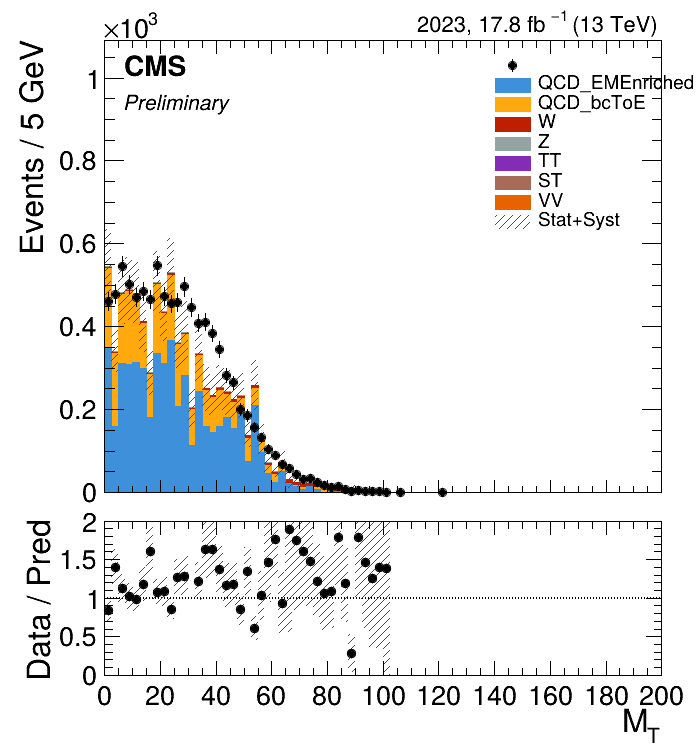 ×10³
2023, 17.8 fb⁻¹ (13 TeV)
CMS
Preliminary
Events / 5 GeV
1
0.8
0.6
0.4
0.2
0
QCD_EMEnriched
QCD_bcToE
W
Z
TT
ST
VV
Stat+Syst
Data / Pred
2
1.5
1
0.5
0
0 20 40 60 80 100 120 140 160 180 200
M_T